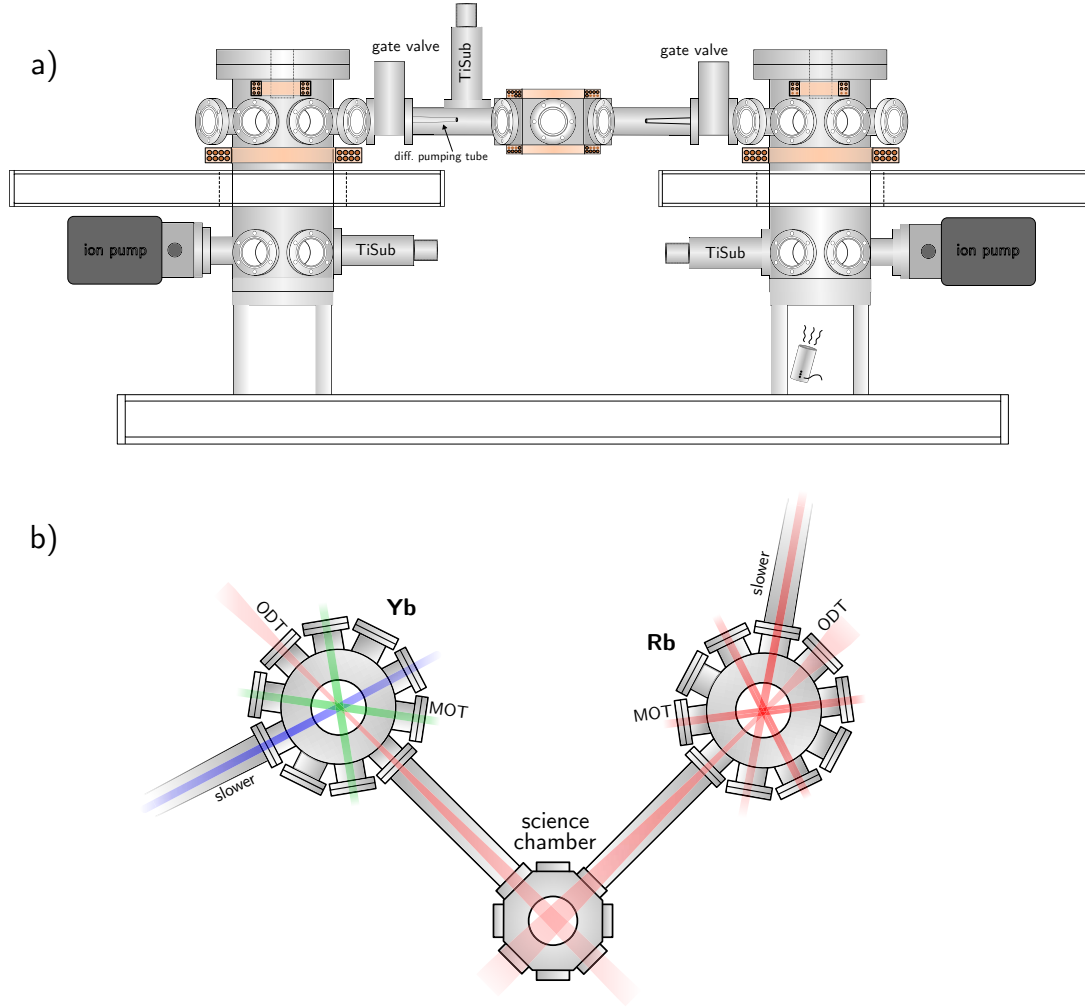 a)
gate valve
TiSub
gate valve
diff. pumping tube
ion pump
TiSub
TiSub
ion pump
b)
slower
ODT
Yb
ODT
Rb
MOT
MOT
slower
science
chamber